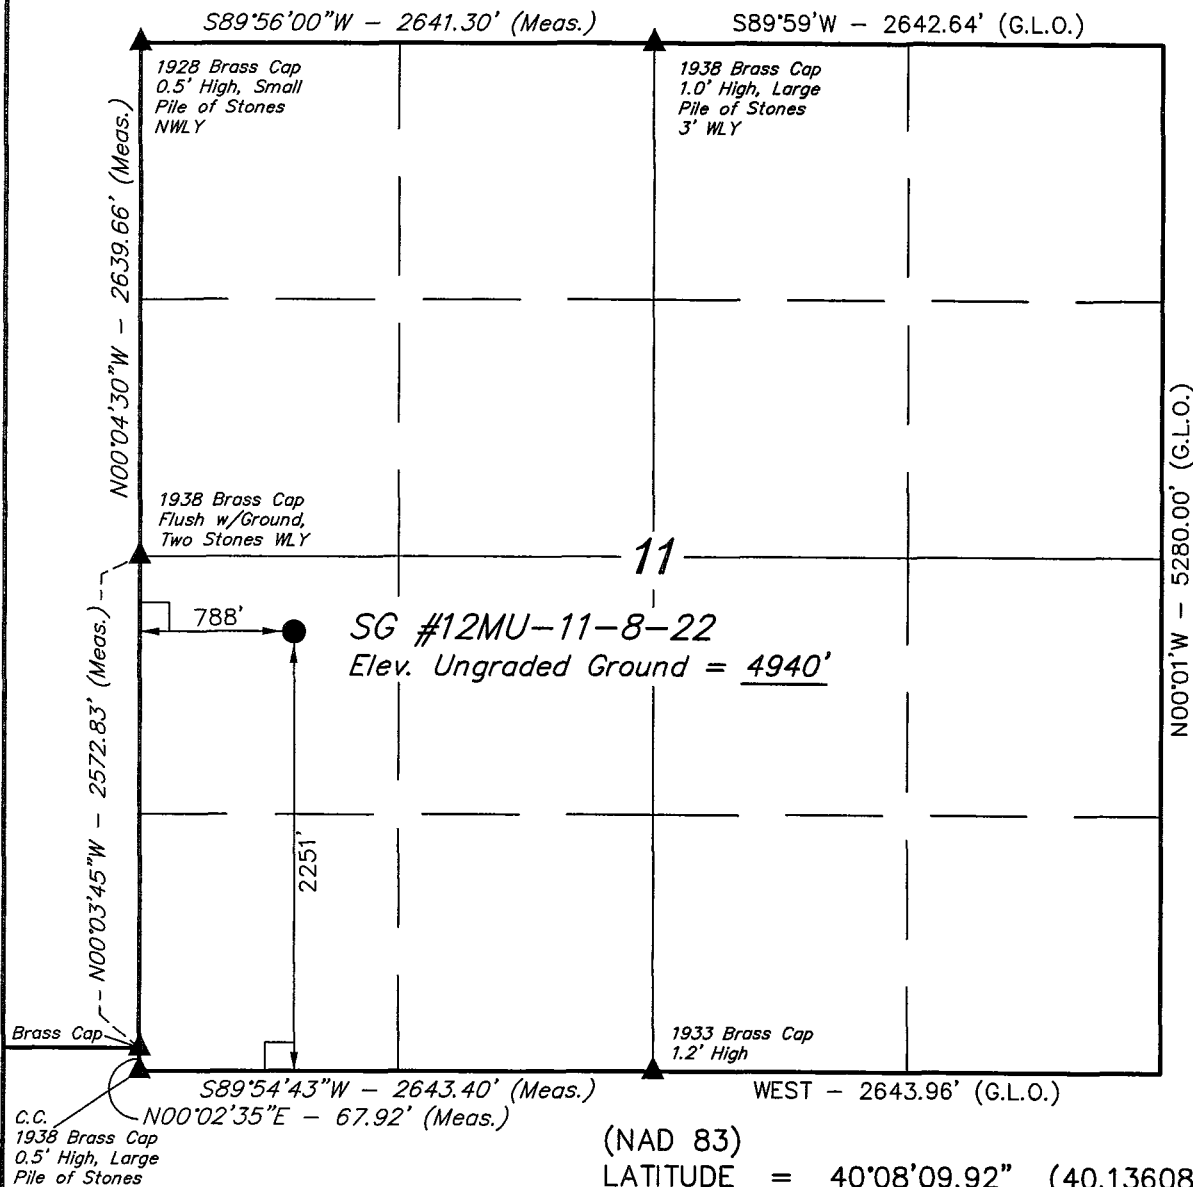 S89°56'00"W - 2641.30' (Meas.)
S89°59'W - 2642.64' (G.L.O.)
1928 Brass Cap
0.5' High, Small
Pile of Stones
NWLY
1938 Brass Cap
1.0' High, Large
Pile of Stones
3' WLY
N00°04'30"W - 2639.66' (Meas.)
1938 Brass Cap
Flush w/Ground,
Two Stones WLY
11
N00°01'W - 5280.00' (G.L.O.)
788'
SG #12MU-11-8-22
Elev. Ungraded Ground = 4940'
N00°03'45"W - 2572.83' (Meas.)
2251'
Brass Cap
1933 Brass Cap
1.2' High
S89°54'43"W - 2643.40' (Meas.)
WEST - 2643.96' (G.L.O.)
N00°02'35"E - 67.92' (Meas.)
C.C.
1938 Brass Cap
0.5' High, Large
Pile of Stones
(NAD 83)
LATITUDE = 40°08'09.92" (40.13608